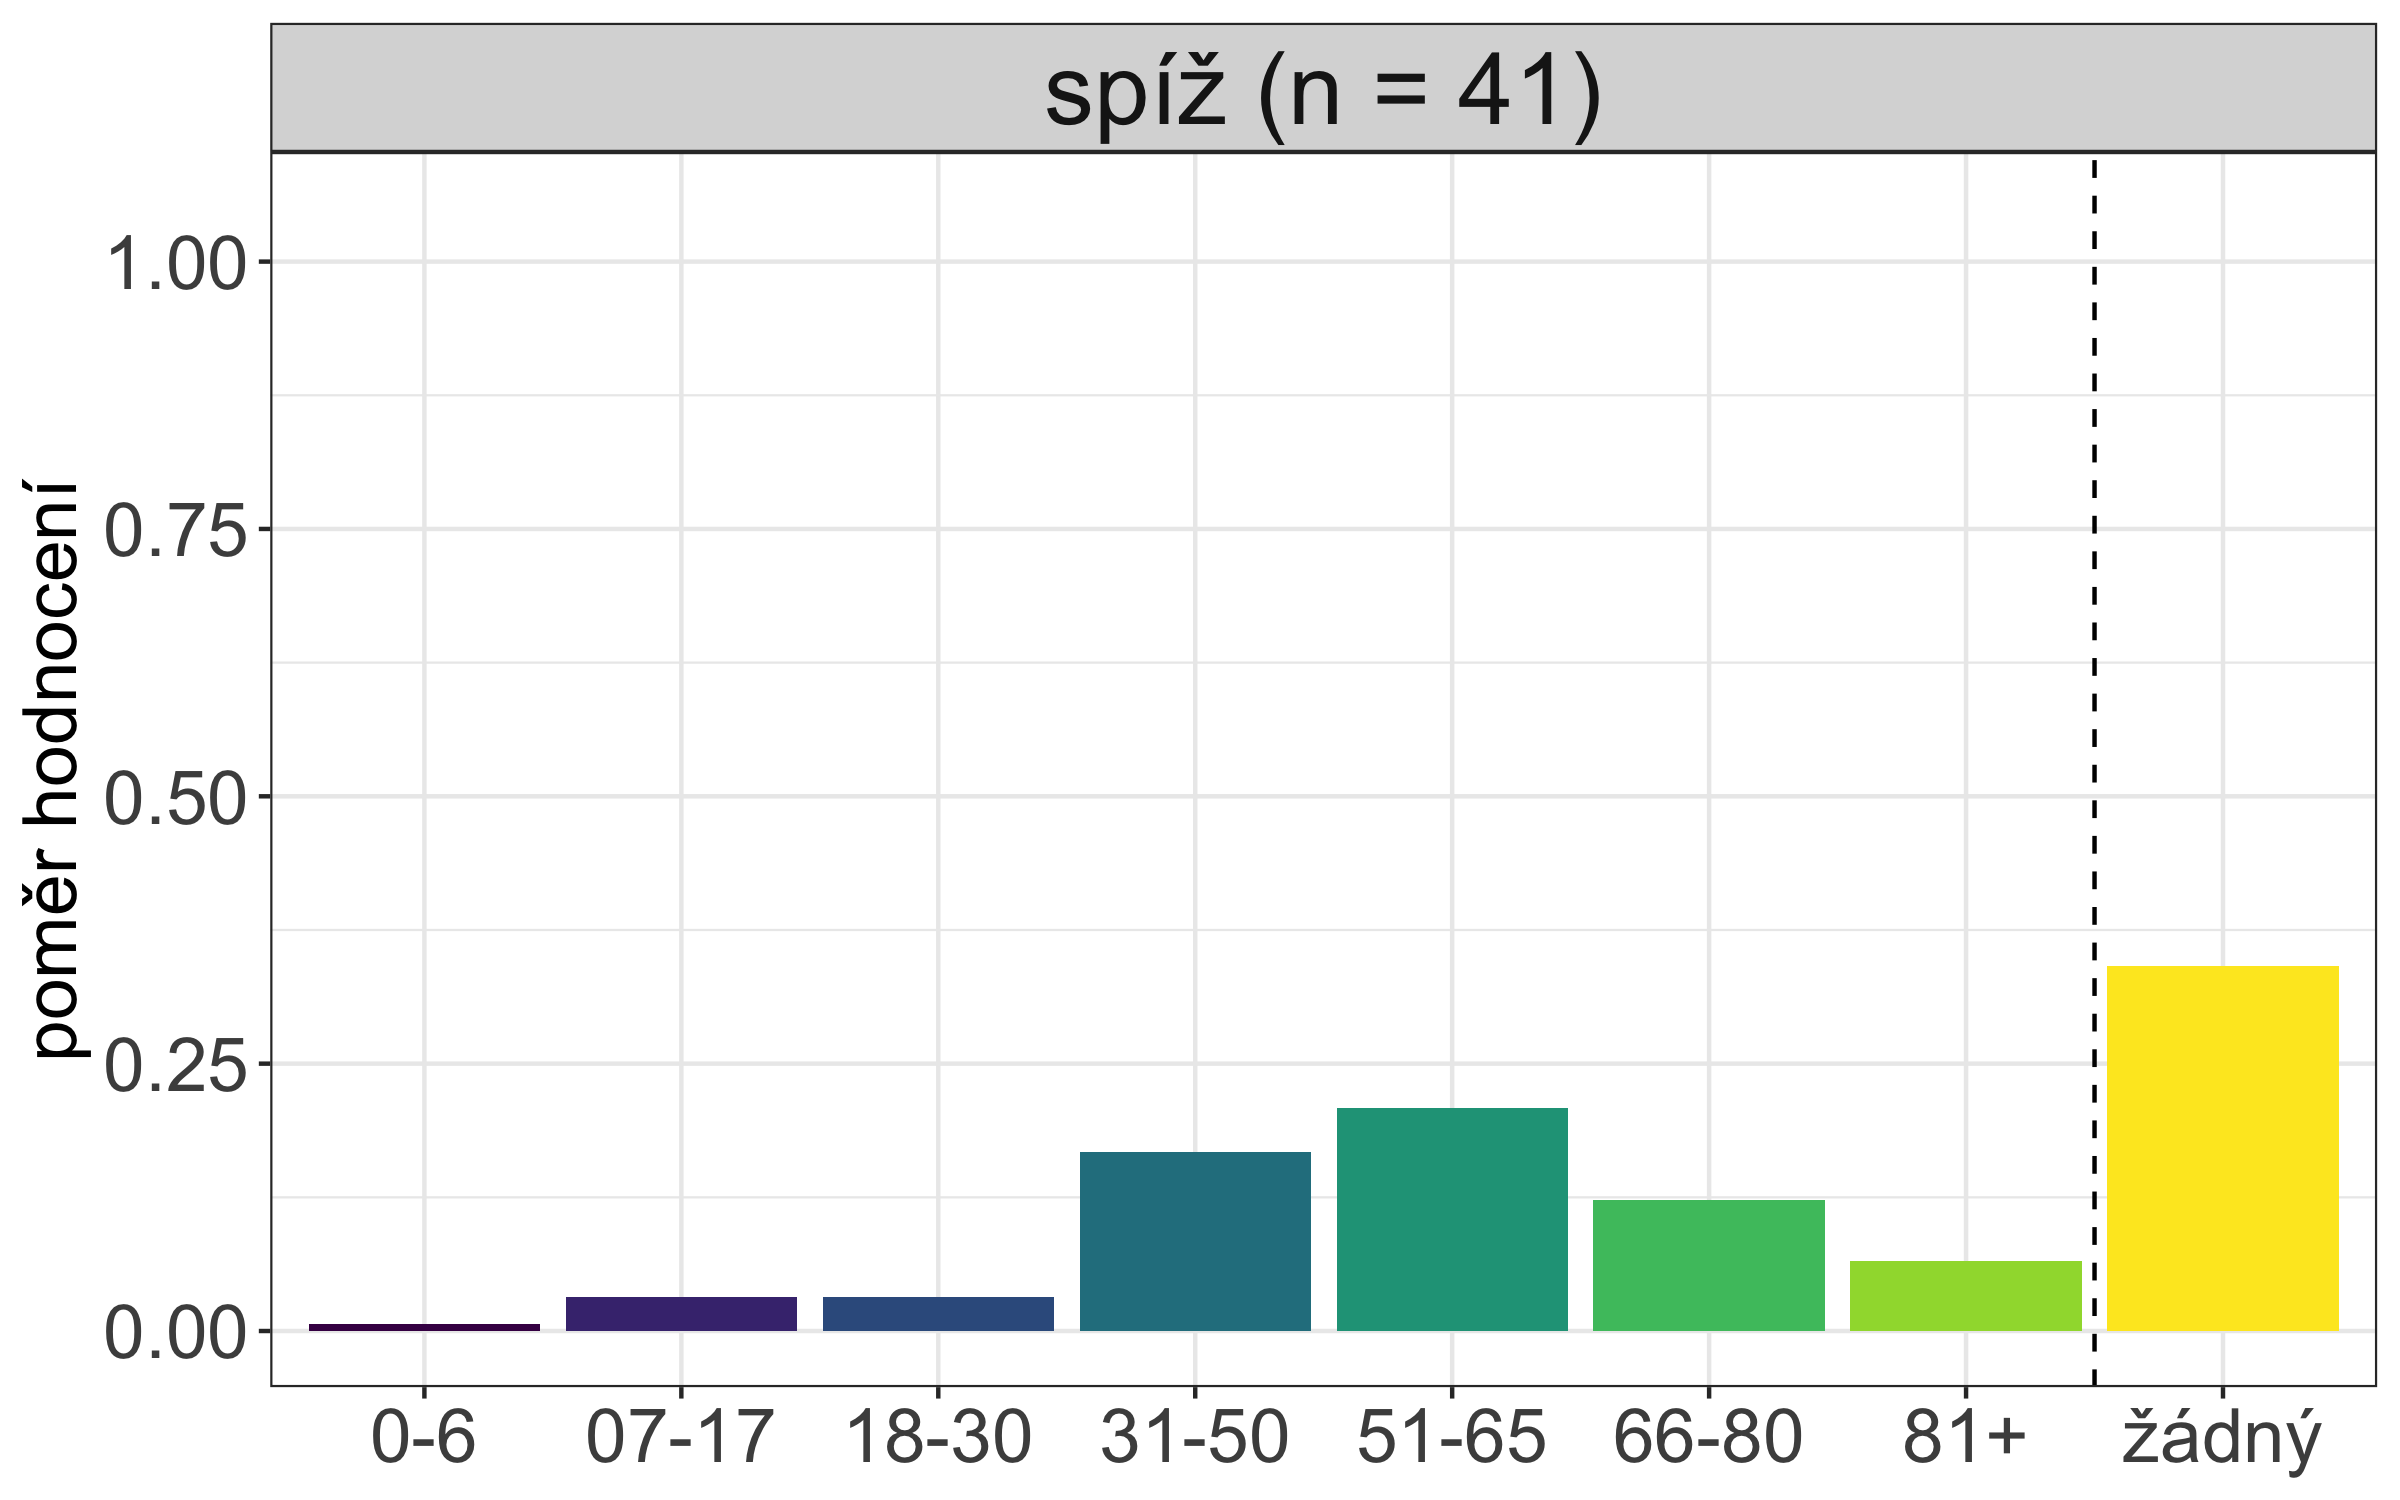 spíž (n = 41)
poměr hodnocení
1.00
0.75
0.50
0.25
0.00
0-6 07-17 18-30 31-50 51-65 66-80 81+ žádný